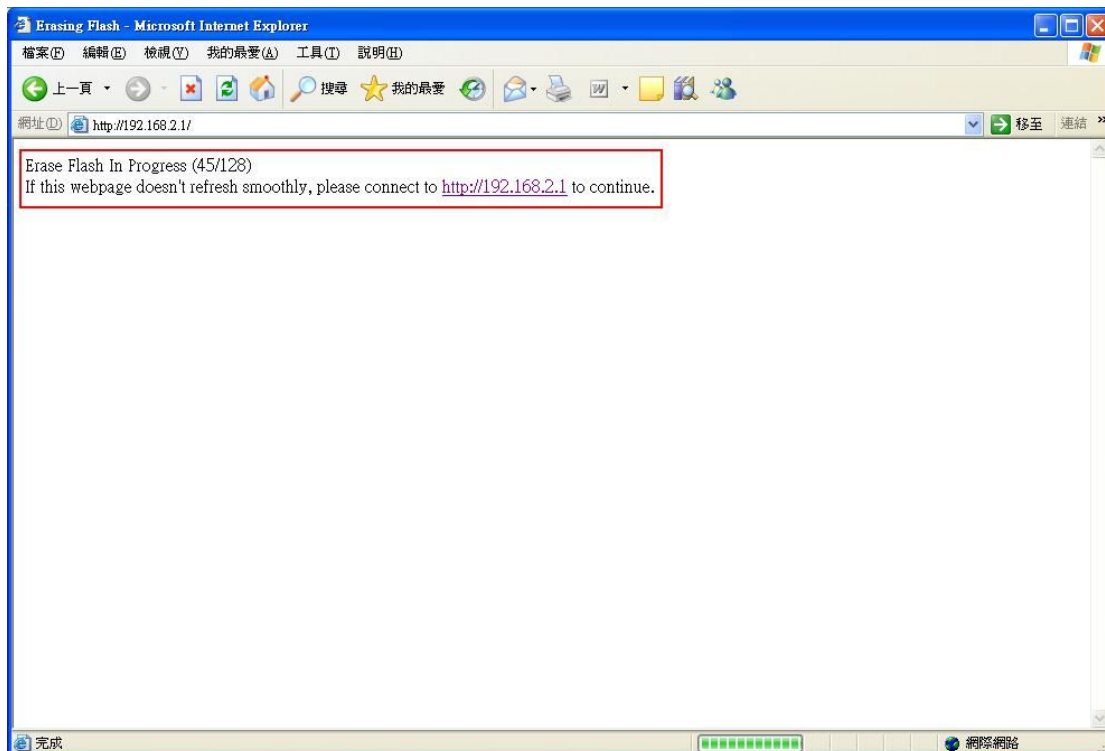 Erasing Flash - Microsoft Internet Explorer
檔案(F) 編輯(E) 檢視(V) 我的最愛(A) 工具(T) 說明(H)
上一頁 搜尋 我的最愛 W
網址(D) http://192.168.2.1/ 移至 連結 »
Erase Flash In Progress (45/128)
If this webpage doesn't refresh smoothly, please connect to http://192.168.2.1 to continue.
完成 網際網路